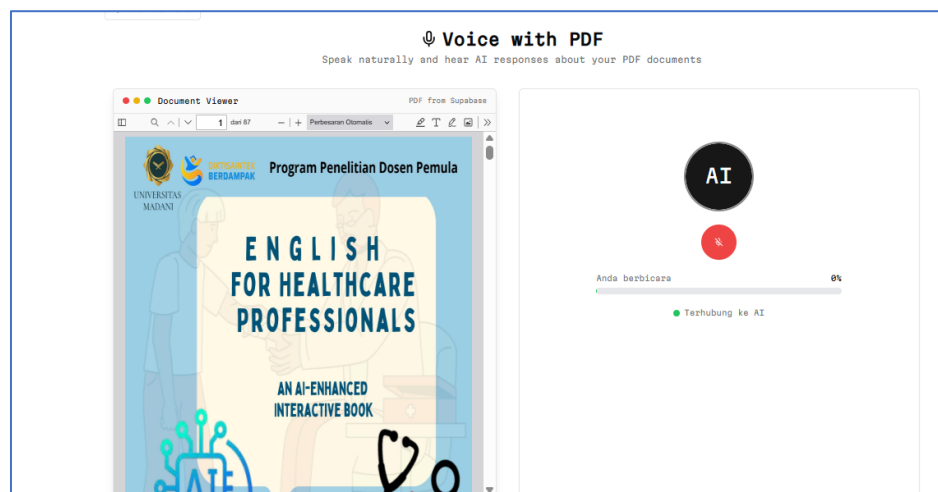 Voice with PDF
Speak naturally and hear AI responses about your PDF documents
Document Viewer
PDF from Supabase
1 dari 87
Perbesaran Otomatis
UNIVERSITAS
MADANI
BERDAMPAK
Program Penelitian Dosen Pemula
ENGLISH
FOR HEALTHCARE
PROFESSIONALS
AN AI-ENHANCED
INTERACTIVE BOOK
AI
AI
Anda berbicara 0%
Terhubung ke AI